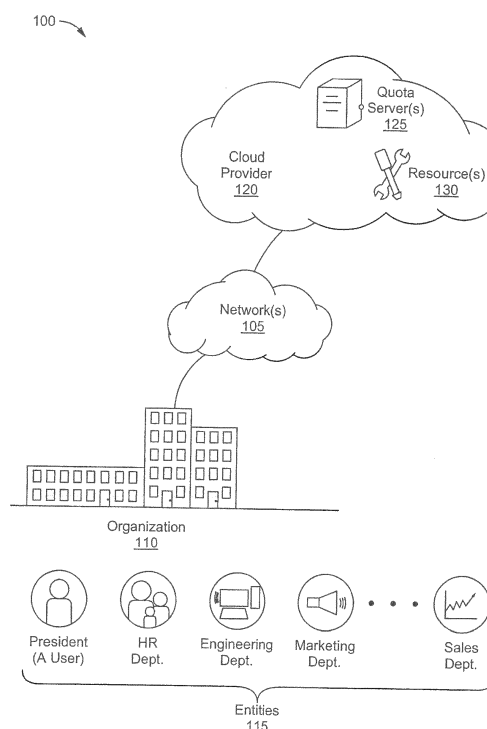 100
Quota
Server(s)
125
Cloud
Provider
120
Resource(s)
130
Network(s)
105
Organization
110
President
(A User)
HR
Dept.
Engineering
Dept.
Marketing
Dept.
Sales
Dept.
Entities
115